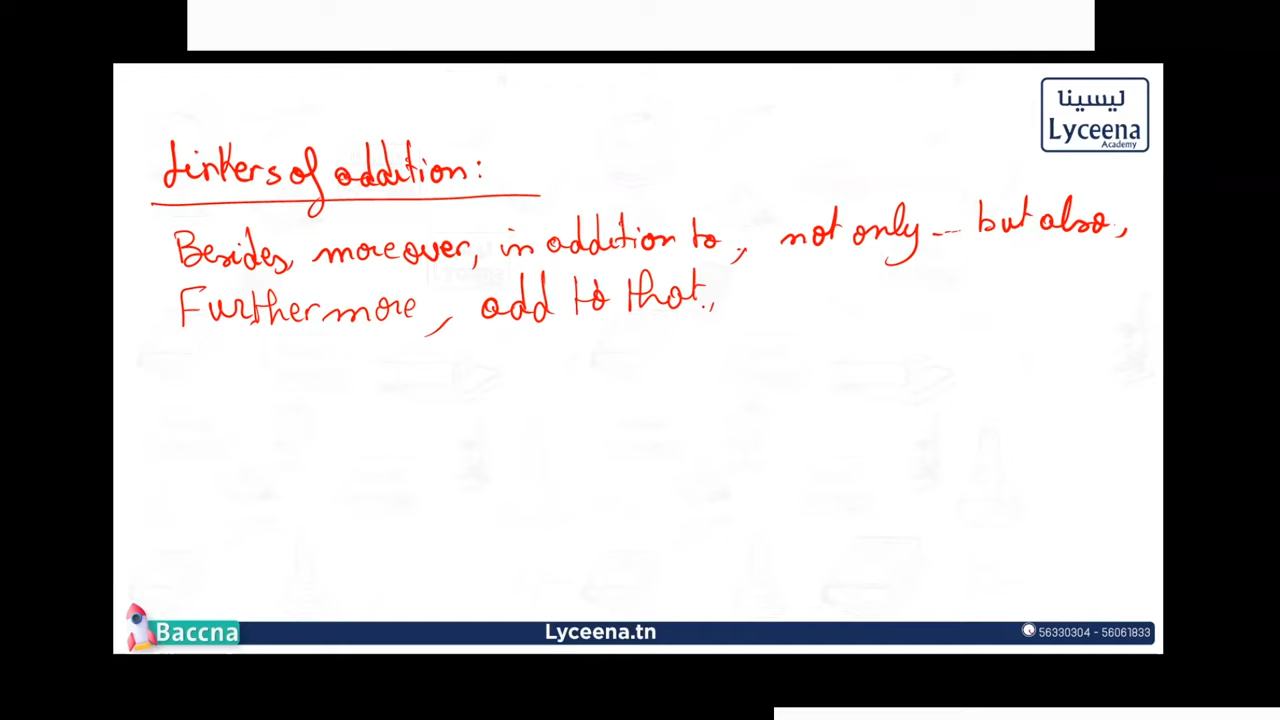 ليسينا
Lyceena
Academy
Linkers of addition:
Besides, moreover, in addition to, not only -- but also,
Furthermore, add to that.,
Baccna
Lyceena.tn
56330304 - 56061833